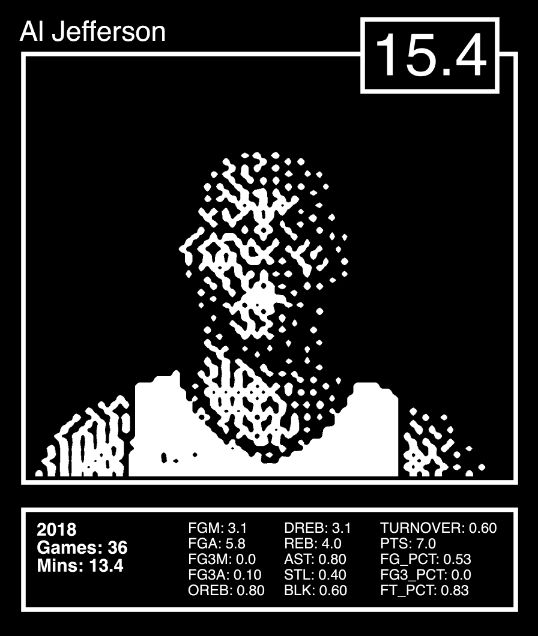 Al Jefferson
15.4
2018
Games: 36
Mins: 13.4
FGM: 3.1
FGA: 5.8
FG3M: 0.0
FG3A: 0.10
OREB: 0.80
DREB: 3.1
REB: 4.0
AST: 0.80
STL: 0.40
BLK: 0.60
TURNOVER: 0.60
PTS: 7.0
FG_PCT: 0.53
FG3_PCT: 0.0
FT_PCT: 0.83